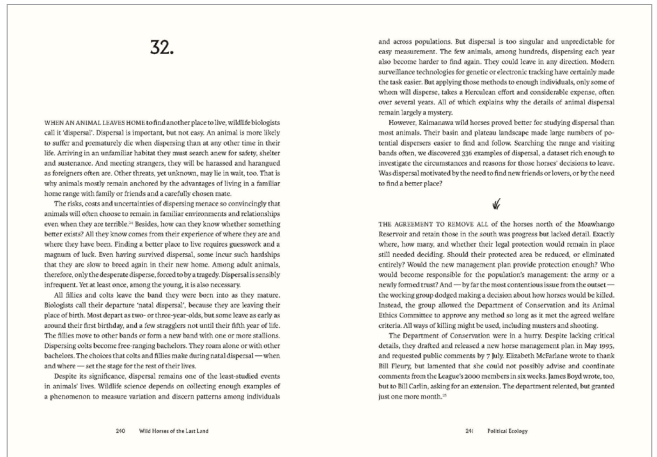 32.
WHEN AN ANIMAL LEAVES HOME to find another place to live, wildlife biologists
call it 'dispersal'. Dispersal is important, but not easy. An animal is more likely
to suffer and prematurely die when dispersing than at any other time in their
life. Arriving in an unfamiliar habitat they must search anew for safety, shelter
and sustenance. And meeting strangers, they will be harassed and harangued
as foreigners often are. Other threats, yet unknown, may lie in wait, too. That is
why animals mostly remain anchored by the advantages of living in a familiar
home range with family or friends and a carefully chosen mate.
The risks, costs and uncertainties of dispersing menace so convincingly that
animals will often choose to remain in familiar environments and relationships
even when they are terrible. Besides, how can they know whether something
better exists? All they know comes from their experience of where they are and
where they have been. Finding a better place to live requires guesswork and a
magnum of luck. Even having survived dispersal, some incur such hardships
that they are slow to breed again in their new home. Among adult animals,
therefore, only the desperate disperse, forced to by a tragedy. Dispersal is sensibly
infrequent. Yet at least once, among the young, it is also necessary.
All fillies and colts leave the band they were born into as they mature.
Biologists call their departure 'natal dispersal', because they are leaving their
place of birth. Most depart as two- or three-year-olds, but some leave as early as
around their first birthday, and a few stragglers not until their fifth year of life.
The fillies move to other bands or form a new band with one or more stallions.
Dispersing colts become free-ranging bachelors. They roam alone or with other
bachelors. The choices that colts and fillies make during natal dispersal — when
and where — set the stage for the rest of their lives.
Despite its significance, dispersal remains one of the least-studied events
in animals' lives. Wildlife science depends on collecting enough examples of
a phenomenon to measure variation and discern patterns among individuals
240 Wild Horses of the Last Land
and across populations. But dispersal is too singular and unpredictable for
easy measurement. The few animals, among hundreds, dispersing each year
also become harder to find again. They could leave in any direction. Modern
surveillance technologies for genetic or electronic tracking have certainly made
the task easier. But applying those methods to enough individuals, only some of
whom will disperse, takes a Herculean effort and considerable expense, often
over several years. All of which explains why the details of animal dispersal
remain largely a mystery.
However, Kaimanawa wild horses proved better for studying dispersal than
most animals. Their basin and plateau landscape made large numbers of po-
tential dispersers easier to find and follow. Searching the range and visiting
bands often, we discovered 336 examples of dispersal, a dataset rich enough to
investigate the circumstances and reasons for those horses' decisions to leave.
Was dispersal motivated by the need to find new friends or lovers, or by the need
to find a better place?
THE AGREEMENT TO REMOVE ALL of the horses north of the Moawhango
Reservoir and retain those in the south was progress but lacked detail. Exactly
where, how many, and whether their legal protection would remain in place
still needed deciding. Should their protected area be reduced, or eliminated
entirely? Would the new management plan provide protection enough? Who
would become responsible for the population's management: the army or a
newly formed trust? And — by far the most contentious issue from the outset —
the working group dodged making a decision about how horses would be killed.
Instead, the group allowed the Department of Conservation and its Animal
Ethics Committee to approve any method so long as it met the agreed welfare
criteria. All ways of killing might be used, including musters and shooting.
The Department of Conservation were in a hurry. Despite lacking critical
details, they drafted and released a new horse management plan in May 1995,
and requested public comments by 7 July. Elizabeth McFarlane wrote to thank
Bill Fleury, but lamented that she could not possibly advise and coordinate
comments from the League's 2000 members in six weeks. James Boyd wrote, too,
but to Bill Carlin, asking for an extension. The department relented, but granted
just one more month.
241 Political Ecology